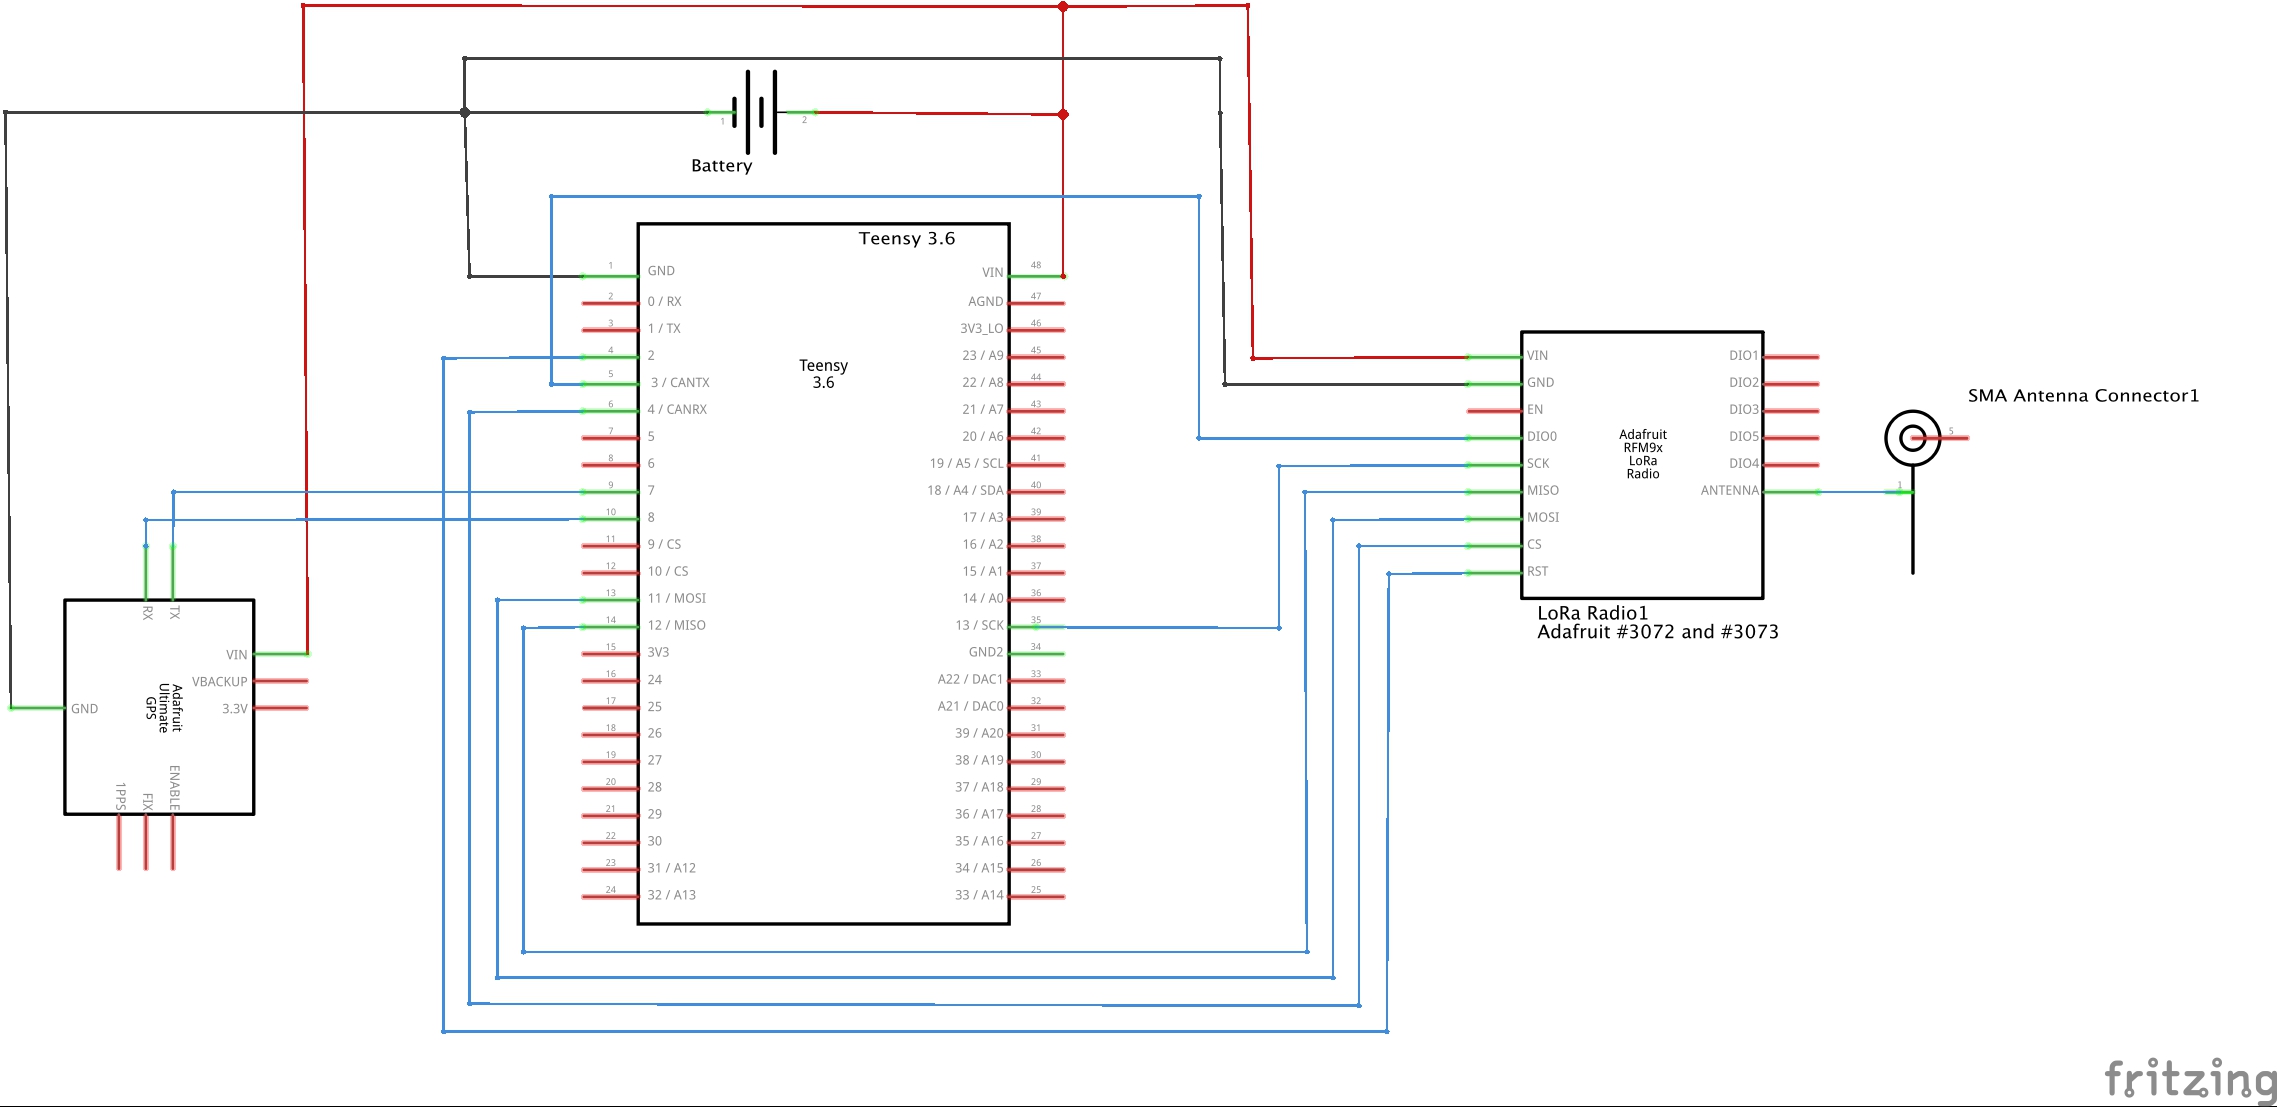 1
2
Battery
Teensy 3.6
Teensy
3.6
1 GND
2 0 / RX
3 1 / TX
4 2
5 3 / CANTX
6 4 / CANRX
7 5
8 6
9 7
10 8
11 9 / CS
12 10 / CS
13 11 / MOSI
14 12 / MISO
15 3V3
16 24
17 25
18 26
19 27
20 28
21 29
22 30
23 31 / A12
24 32 / A13
VIN 48
AGND 47
3V3_LO 46
23 / A9 45
22 / A8 44
21 / A7 43
20 / A6 42
19 / A5 / SCL 41
18 / A4 / SDA 40
17 / A3 39
16 / A2 38
15 / A1 37
14 / A0 36
13 / SCK 35
GND2 34
A22 / DAC1 33
A21 / DAC0 32
39 / A20 31
38 / A19 30
37 / A18 29
36 / A17 28
35 / A16 27
34 / A15 26
33 / A14 25
RX
TX
VIN
VBACKUP
3.3V
GND
Adafruit
Ultimate
GPS
1PPS
FIX
ENABLE
VIN
GND
EN
DIO0
SCK
MISO
MOSI
CS
RST
Adafruit
RFM9x
LoRa
Radio
DIO1
DIO2
DIO3
DIO5
DIO4
ANTENNA
LoRa Radio1
Adafruit #3072 and #3073
SMA Antenna Connector1
5
1
fritzing